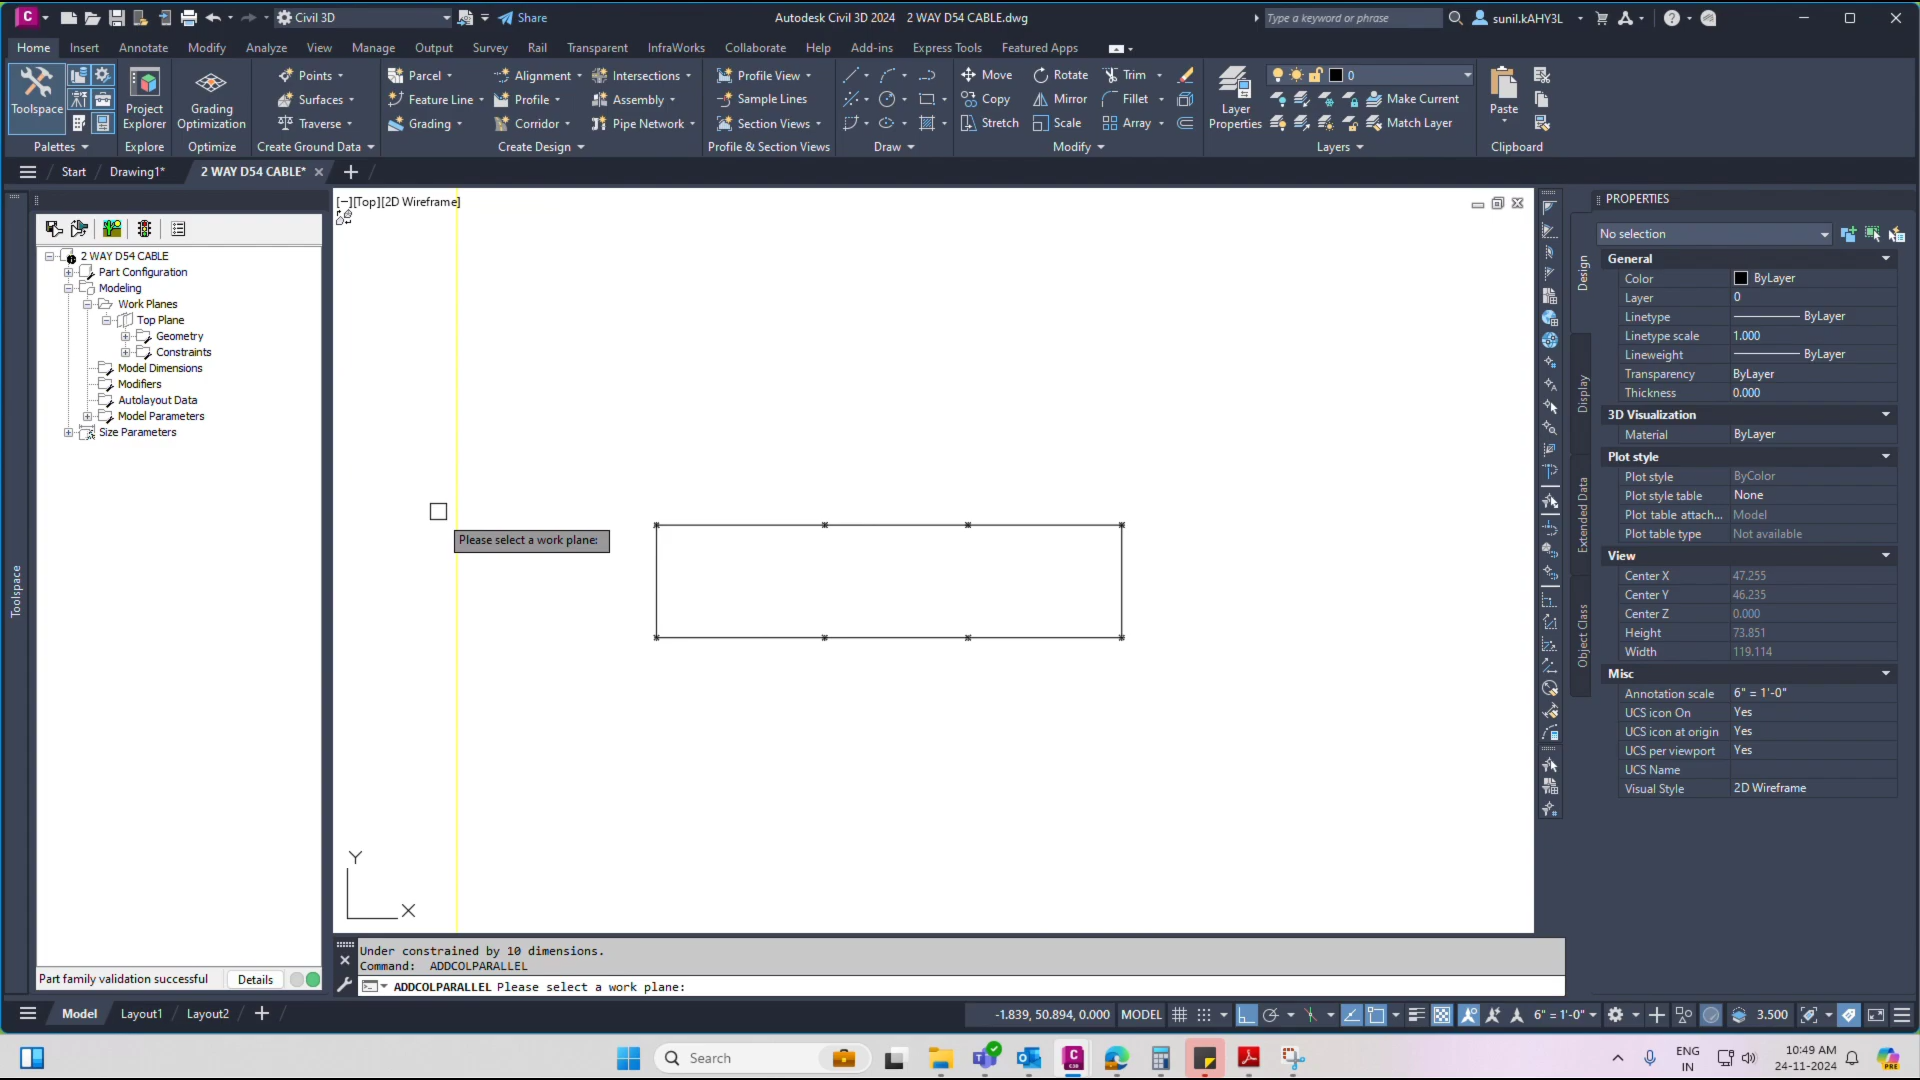 C
Civil 3D
Share
Autodesk Civil 3D 2024 2 WAY D54 CABLE.dwg
Type a keyword or phrase
sunil.kAHY3L
Home Insert Annotate Modify Analyze View Manage Output Survey Rail Transparent InfraWorks Collaborate Help Add-ins Express Tools Featured Apps
Toolspace
Palettes
Project
Explorer
Explore
Grading
Optimization
Optimize
Points
Surfaces
Traverse
Create Ground Data
Parcel
Feature Line
Grading
Alignment
Profile
Corridor
Intersections
Assembly
Pipe Network
Create Design
Profile View
Sample Lines
Section Views
Profile & Section Views
Draw
Move
Copy
Stretch
Rotate
Mirror
Scale
Trim
Fillet
Array
Modify
Layer
Properties
0
Make Current
Match Layer
Layers
Paste
Clipboard
Start
Drawing1*
2 WAY D54 CABLE*
Toolspace
2 WAY D54 CABLE
Part Configuration
Modeling
Work Planes
Top Plane
Geometry
Constraints
Model Dimensions
Modifiers
Autolayout Data
Model Parameters
Size Parameters
Part family validation successful
Details
[−][Top][2D Wireframe]
Please select a work plane:
Y
X
Under constrained by 10 dimensions.
Command: ADDCOLPARALLEL
ADDCOLPARALLEL Please select a work plane:
PROPERTIES
No selection
Design
Display
Extended Data
Object Class
General
Color ByLayer
Layer 0
Linetype ByLayer
Linetype scale 1.000
Lineweight ByLayer
Transparency ByLayer
Thickness 0.000
3D Visualization
Material ByLayer
Plot style
Plot style ByColor
Plot style table None
Plot table attach... Model
Plot table type Not available
View
Center X 47.255
Center Y 46.235
Center Z 0.000
Height 73.851
Width 119.114
Misc
Annotation scale 6" = 1'-0"
UCS icon On Yes
UCS icon at origin Yes
UCS per viewport Yes
UCS Name
Visual Style 2D Wireframe
Model Layout1 Layout2
-1.839, 50.894, 0.000 MODEL
6" = 1'-0"
3.500
Search
ENG
IN
10:49 AM
24-11-2024
PRE